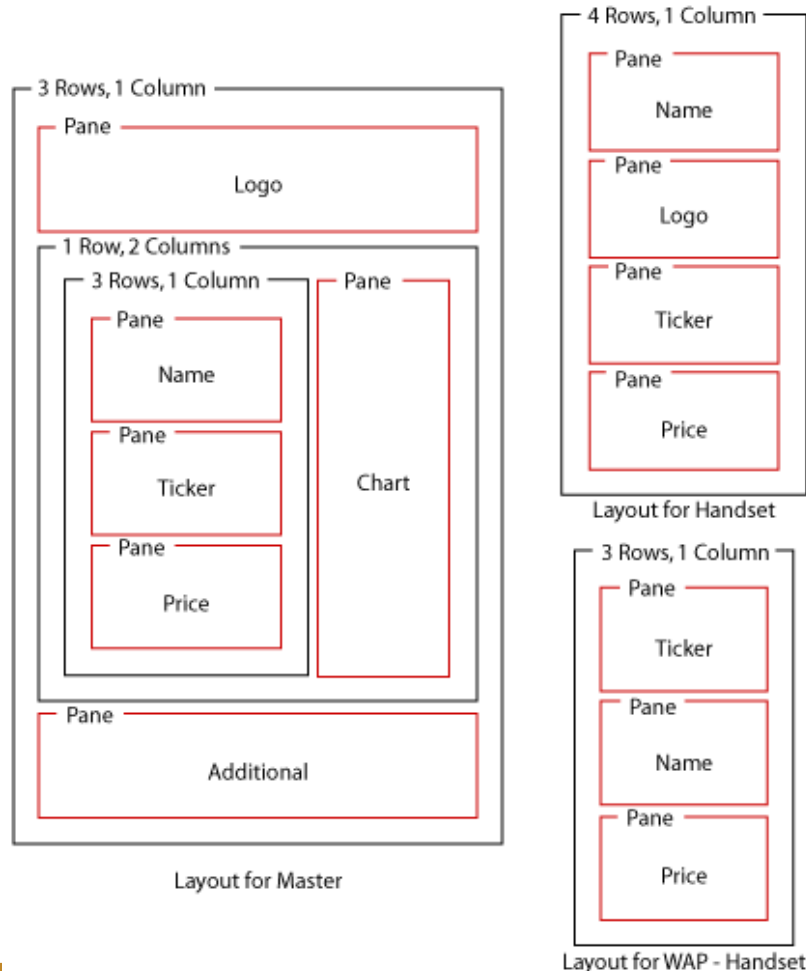 3 Rows, 1 Column
Pane
Logo
1 Row, 2 Columns
3 Rows, 1 Column
Pane
Name
Pane
Ticker
Pane
Price
Pane
Chart
Pane
Additional
Layout for Master
4 Rows, 1 Column
Pane
Name
Pane
Logo
Pane
Ticker
Pane
Price
Layout for Handset
3 Rows, 1 Column
Pane
Ticker
Pane
Name
Pane
Price
Layout for WAP - Handset